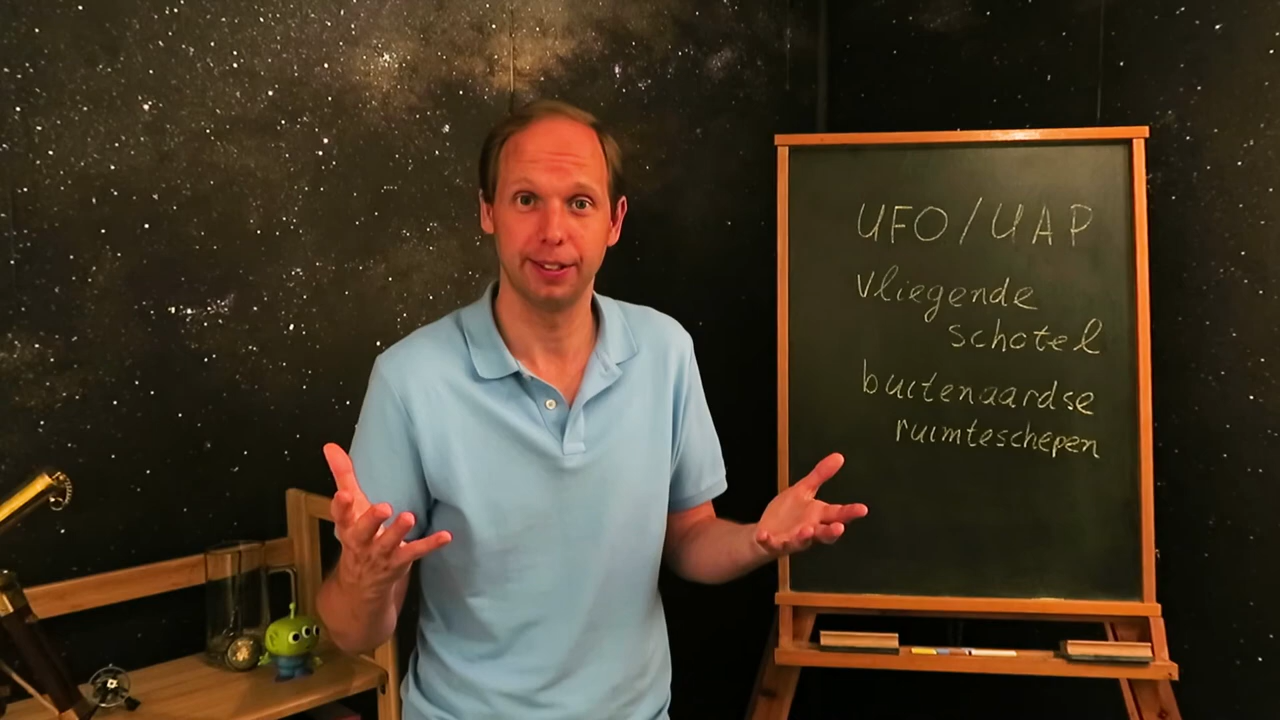 UFO/UAP
vliegende
schotel
buitenaardse
ruimteschepen